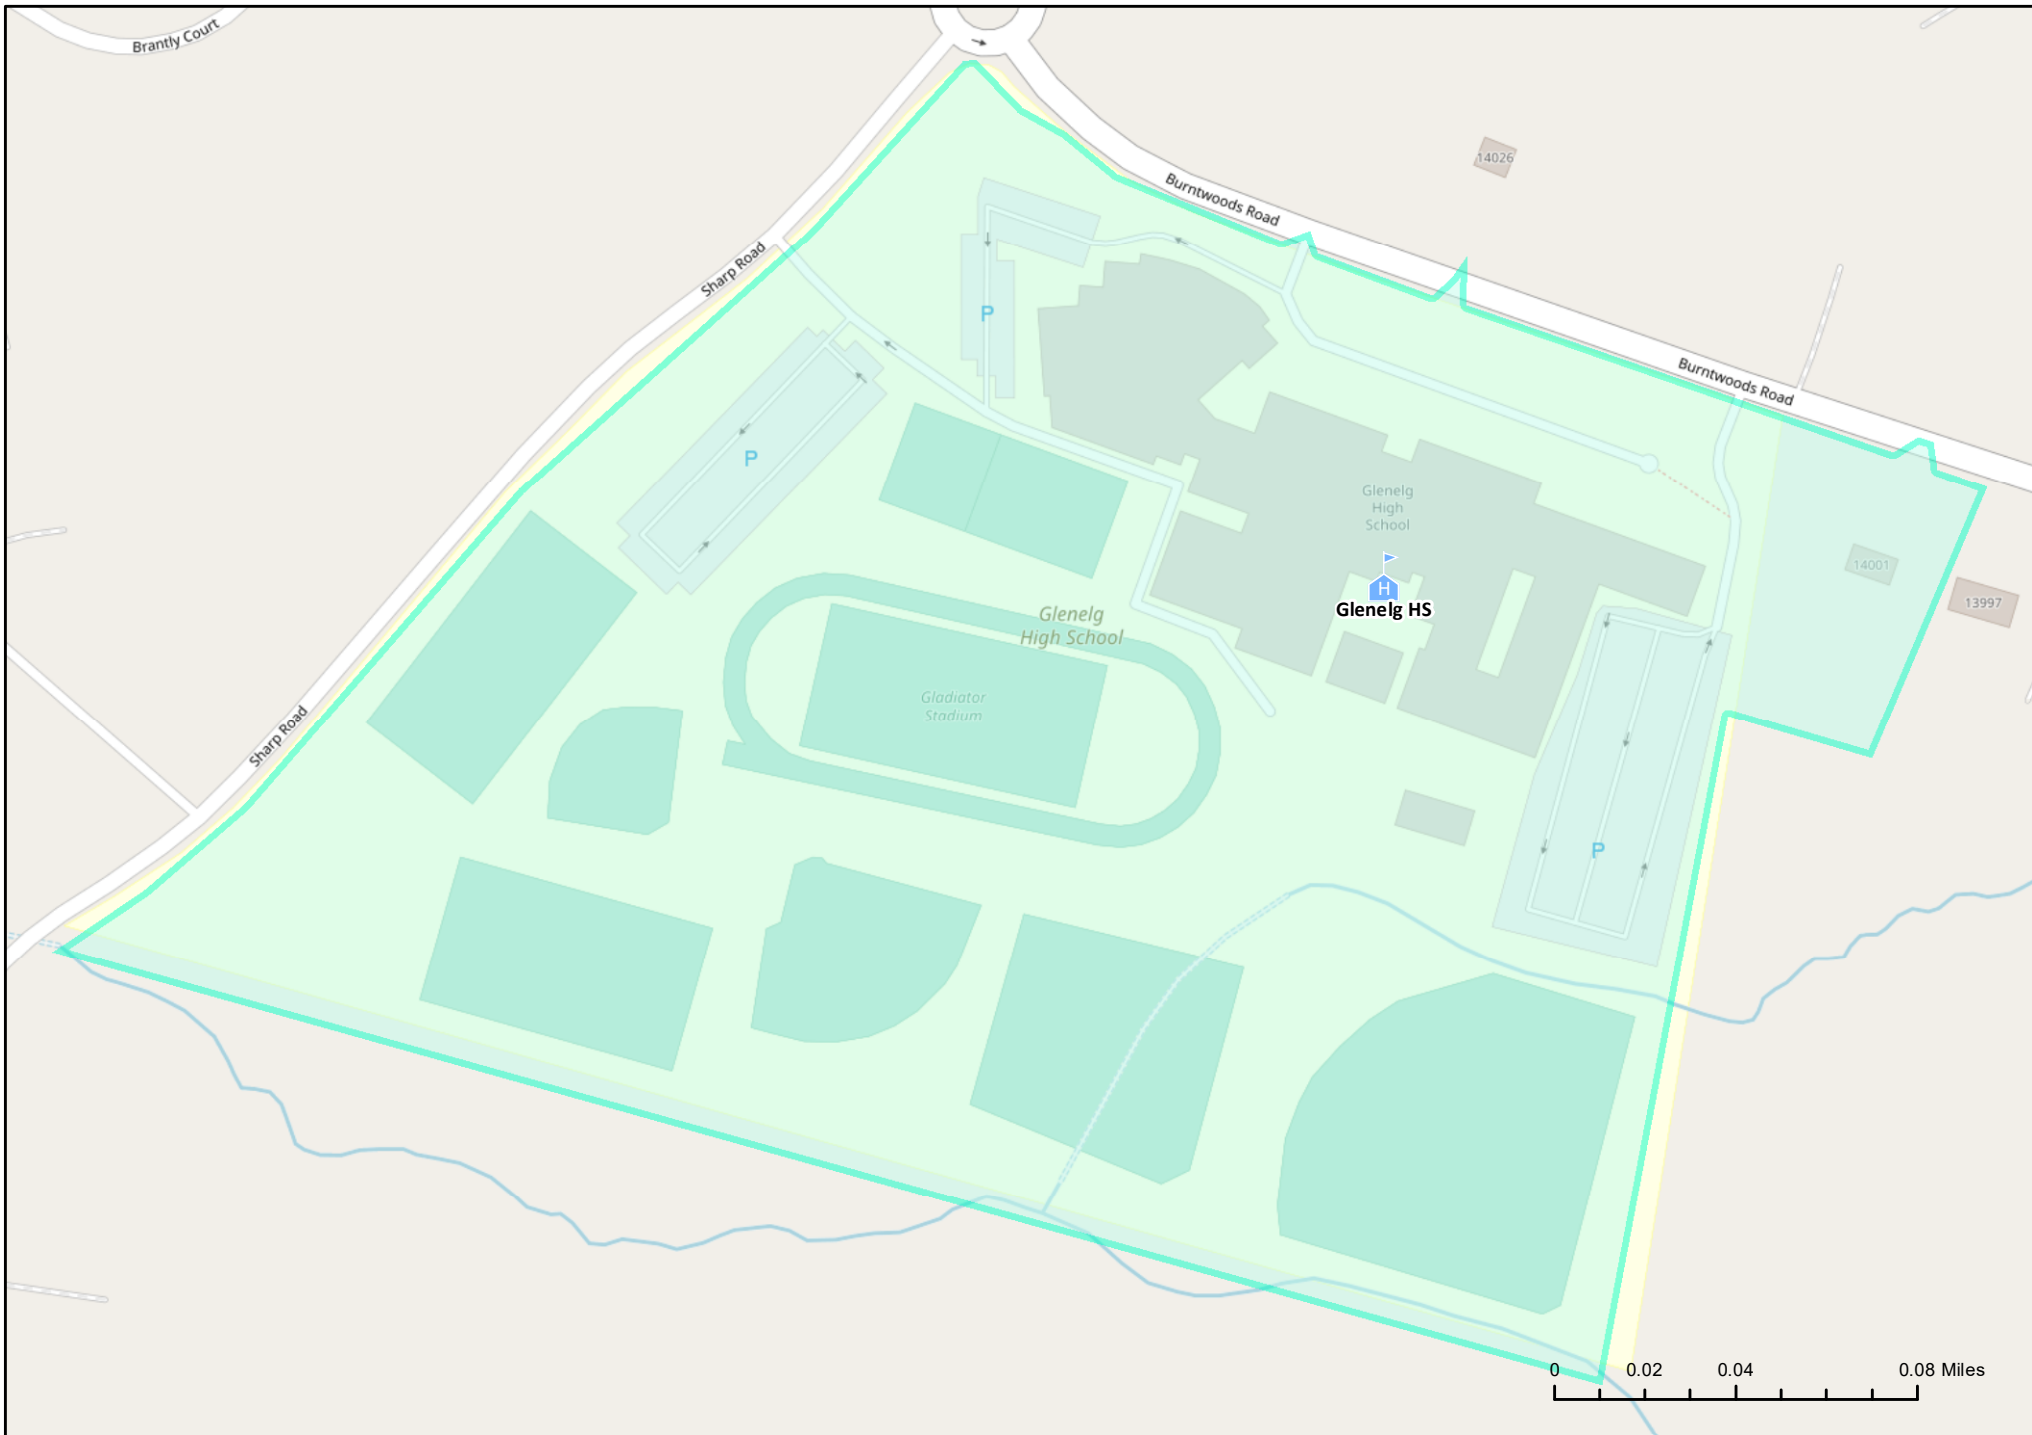 Brantly Court
14026
Burntwoods Road
Sharp Road
P
Burntwoods Road
P
Glenelg
High
School
14001
H
Glenelg HS
13997
Glenelg
High School
Gladiator
Stadium
Sharp Road
P
0 0.02 0.04 0.08 Miles